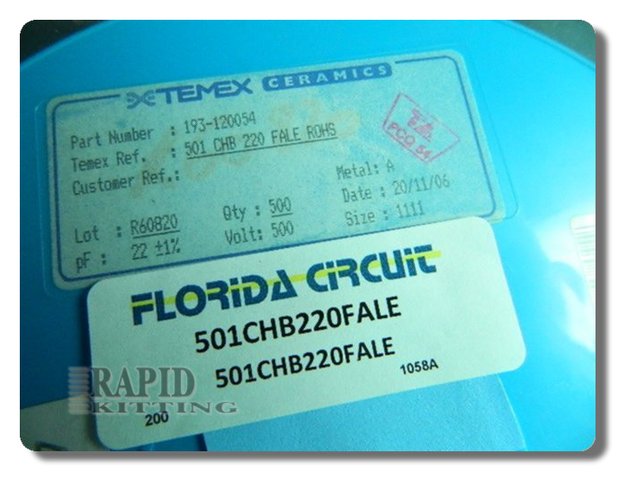 TEMEX CERAMICS
Part Number : 193-120054
Temex Ref. : 501 CHB 220 FALE ROHS
Customer Ref.:
PCQ 54
Metal: A
Lot : R60820 Qty : 500 Date : 20/11/06
pF : 22 ±1% Volt: 500 Size : 1111
FLORIDA CIRCUIT
501CHB220FALE
501CHB220FALE
1058A
200
RAPID
KITTING